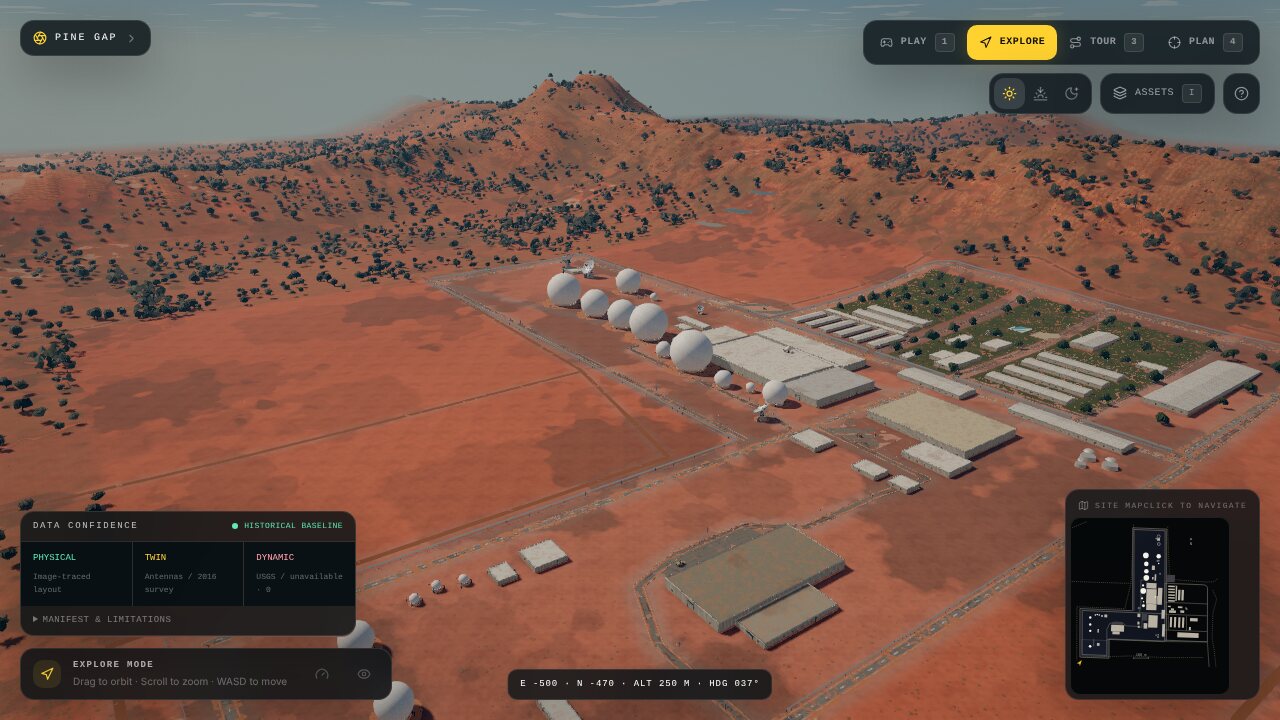 PINE GAP
PLAY 1
EXPLORE
TOUR 3
PLAN 4
ASSETS I
DATA CONFIDENCE
HISTORICAL BASELINE
PHYSICAL
Image-traced
layout
TWIN
Antennas / 2016
survey
DYNAMIC
USGS / unavailable
· 0
MANIFEST & LIMITATIONS
EXPLORE MODE
Drag to orbit · Scroll to zoom · WASD to move
E -500 · N -470 · ALT 250 M · HDG 037°
SITE MAP
CLICK TO NAVIGATE